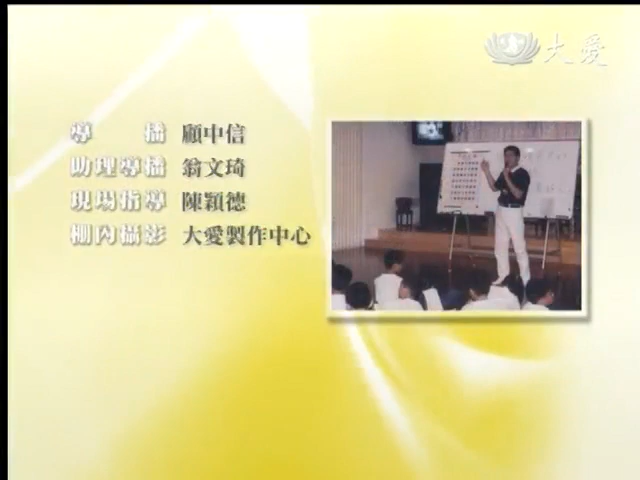 大愛
導播 顧中信
助理導播 翁文琦
現場指導 陳穎德
棚內攝影 大愛製作中心